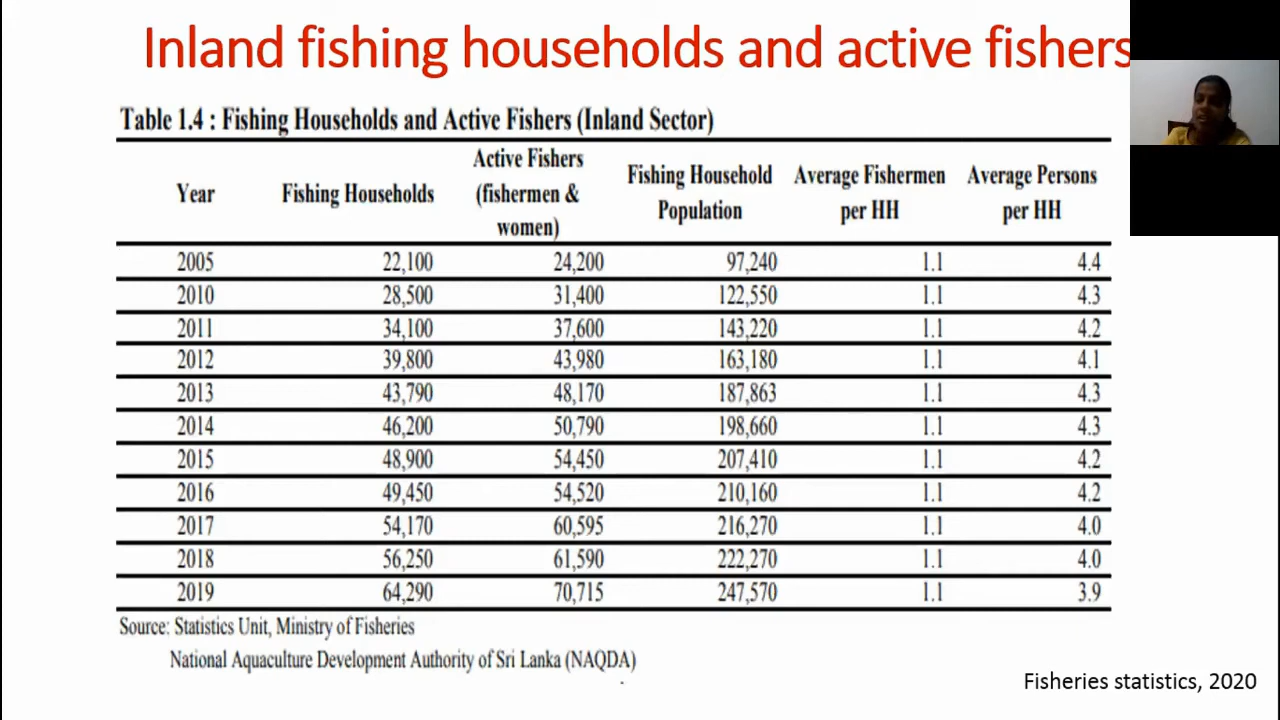 Inland fishing households and active fishers
Table 1.4 : Fishing Households and Active Fishers (Inland Sector)
Year Fishing Households Active Fishers (fishermen & women) Fishing Household Population Average Fishermen per HH Average Persons per HH
2005 22,100 24,200 97,240 1.1 4.4
2010 28,500 31,400 122,550 1.1 4.3
2011 34,100 37,600 143,220 1.1 4.2
2012 39,800 43,980 163,180 1.1 4.1
2013 43,790 48,170 187,863 1.1 4.3
2014 46,200 50,790 198,660 1.1 4.3
2015 48,900 54,450 207,410 1.1 4.2
2016 49,450 54,520 210,160 1.1 4.2
2017 54,170 60,595 216,270 1.1 4.0
2018 56,250 61,590 222,270 1.1 4.0
2019 64,290 70,715 247,570 1.1 3.9
Source: Statistics Unit, Ministry of Fisheries
National Aquaculture Development Authority of Sri Lanka (NAQDA)
Fisheries statistics, 2020